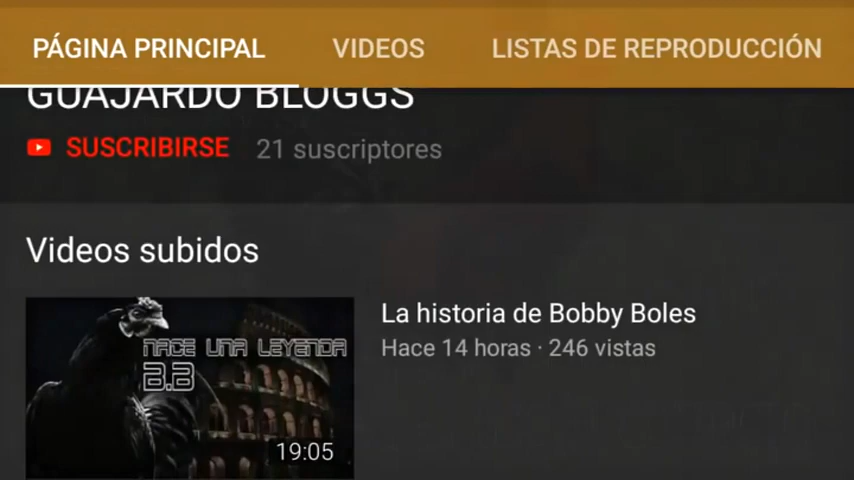 PÁGINA PRINCIPAL VIDEOS LISTAS DE REPRODUCCIÓN
GUAJARDO BLOGGS
SUSCRIBIRSE 21 suscriptores
Videos subidos
La historia de Bobby Boles
Hace 14 horas · 246 vistas
NACE UNA LEYENDA
B.B
19:05